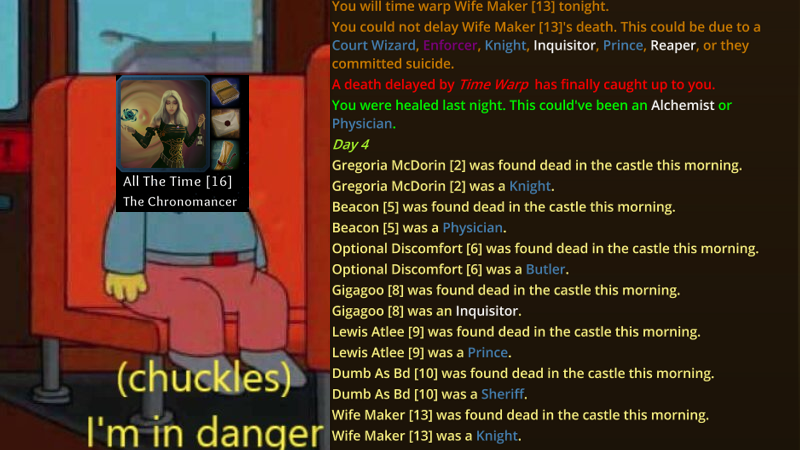 All The Time [16]
The Chronomancer
(chuckles)
I'm in danger
You will time warp Wife Maker [13] tonight.
You could not delay Wife Maker [13]'s death. This could be due to a
Court Wizard, Enforcer, Knight, Inquisitor, Prince, Reaper, or they
committed suicide.
A death delayed by Time Warp has finally caught up to you.
You were healed last night. This could've been an Alchemist or
Physician.
Day 4
Gregoria McDorin [2] was found dead in the castle this morning.
Gregoria McDorin [2] was a Knight.
Beacon [5] was found dead in the castle this morning.
Beacon [5] was a Physician.
Optional Discomfort [6] was found dead in the castle this morning.
Optional Discomfort [6] was a Butler.
Gigagoo [8] was found dead in the castle this morning.
Gigagoo [8] was an Inquisitor.
Lewis Atlee [9] was found dead in the castle this morning.
Lewis Atlee [9] was a Prince.
Dumb As Bd [10] was found dead in the castle this morning.
Dumb As Bd [10] was a Sheriff.
Wife Maker [13] was found dead in the castle this morning.
Wife Maker [13] was a Knight.